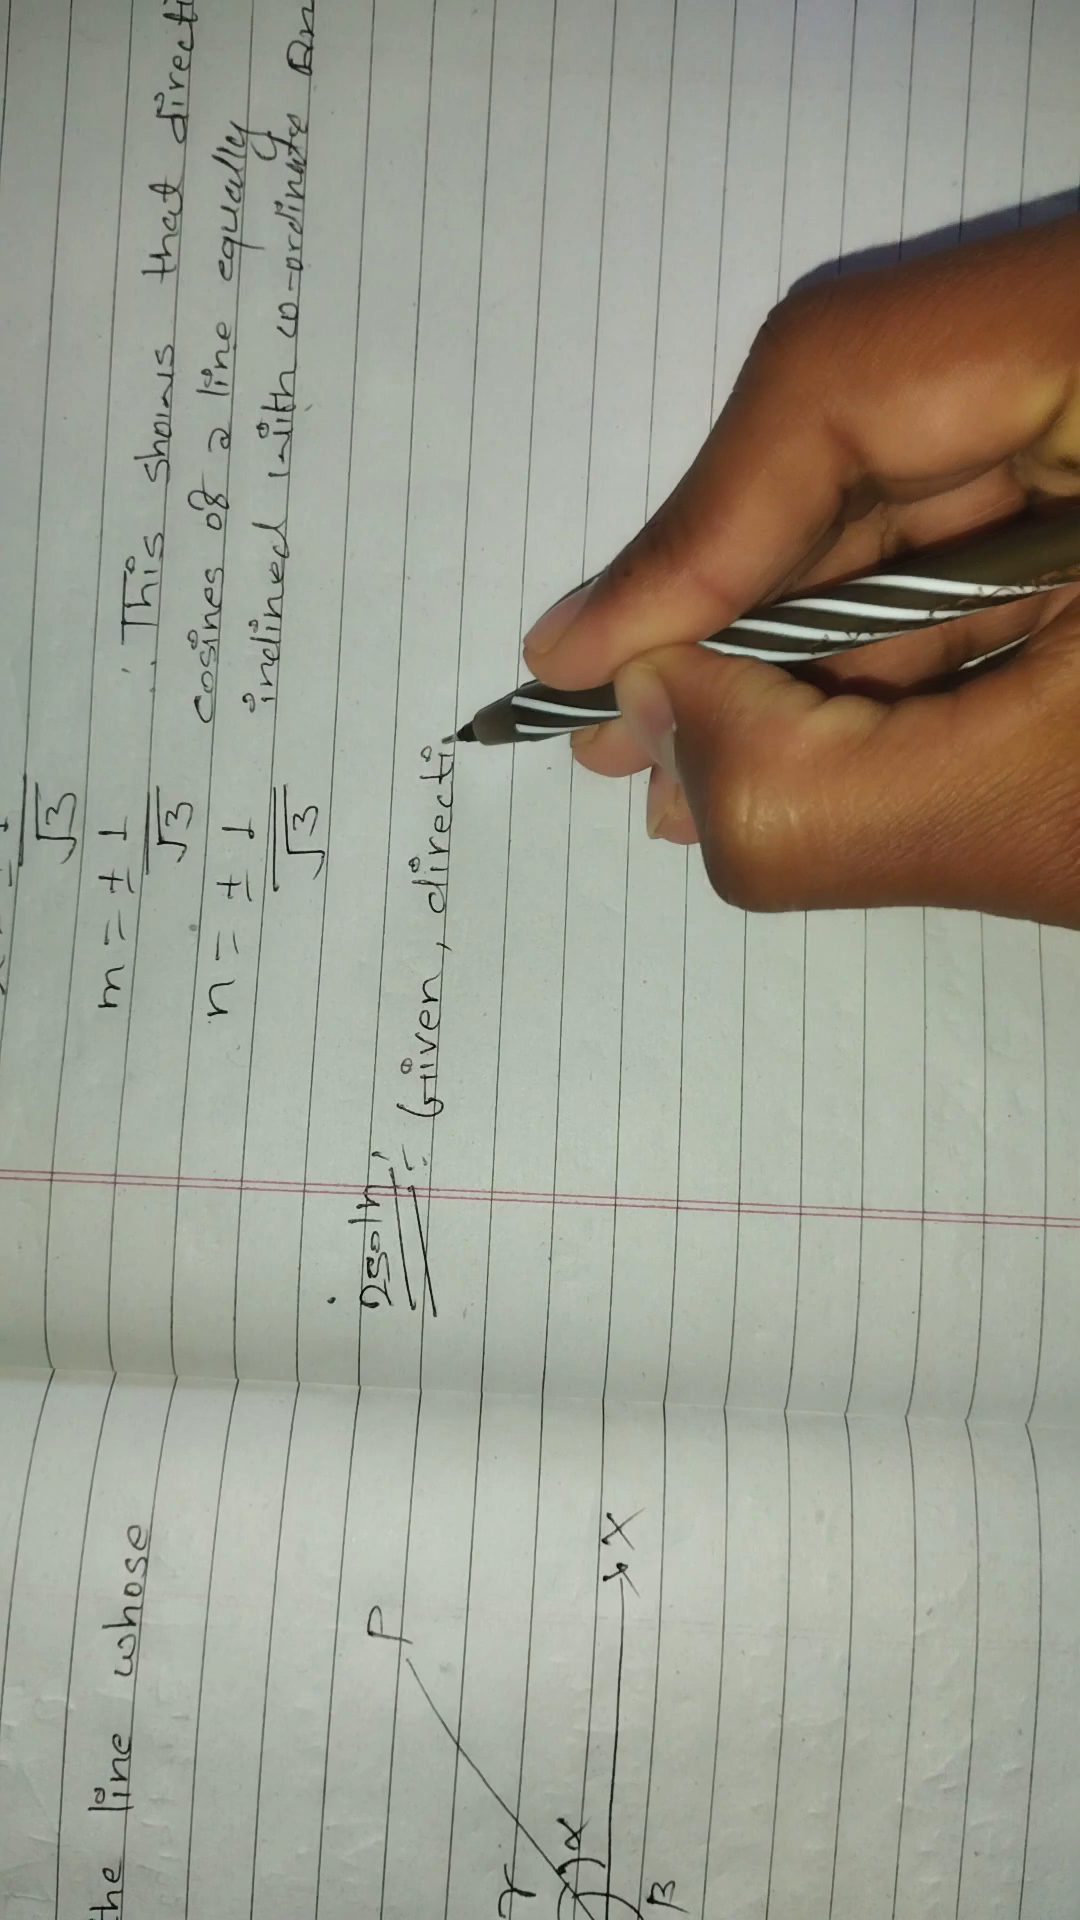 the line whose
P
X
α
β
γ
√3
m = ± 1
√3
n = ± 1
√3
This shows that directi
cosines of a line equally
inclined with co-ordinate
2soln
Given, directi